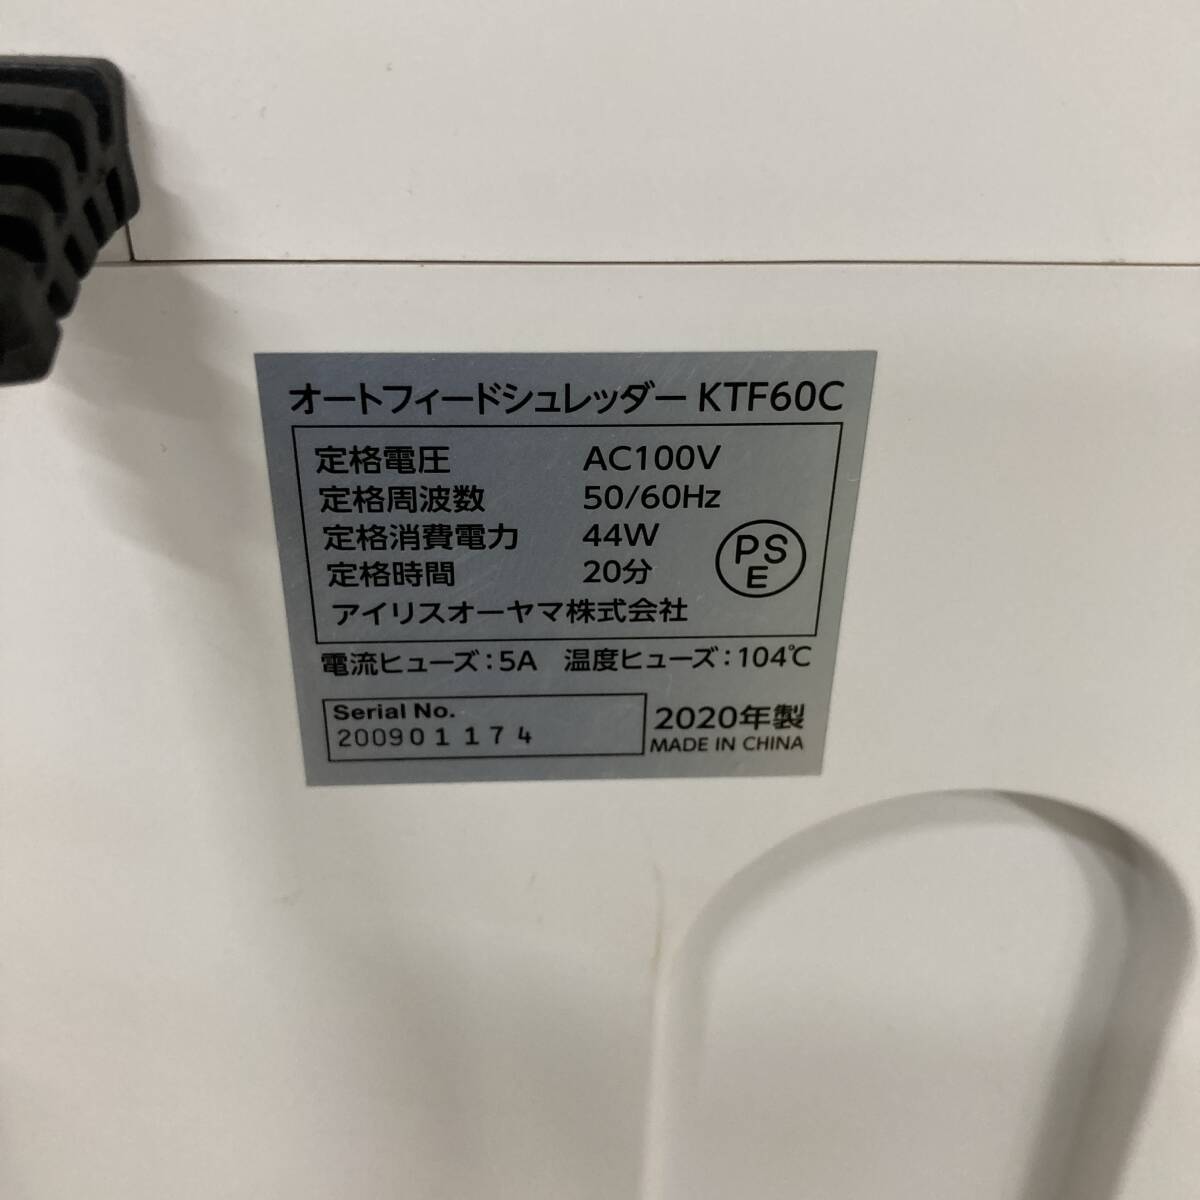 オートフィードシュレッダー KTF60C
定格電圧 AC100V
定格周波数 50/60Hz
定格消費電力 44W
定格時間 20分
PS
E
アイリスオーヤマ株式会社
電流ヒューズ:5A 温度ヒューズ:104℃
Serial No.
200901174
2020年製
MADE IN CHINA